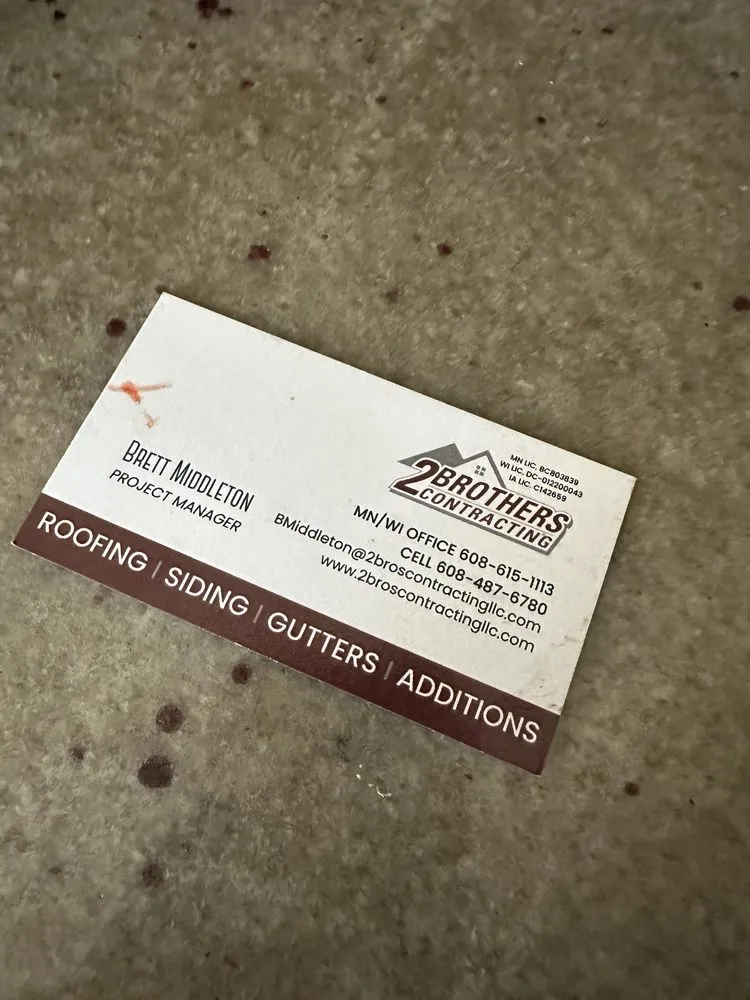 MN LIC. BC803839
WI LIC. DC-012200043
IA LIC. C142659
2 BROTHERS
CONTRACTING
BRETT MIDDLETON
PROJECT MANAGER
MN/WI OFFICE 608-615-1113
CELL 608-487-6780
BMiddleton@2broscontractingllc.com
www.2broscontractingllc.com
ROOFING | SIDING | GUTTERS | ADDITIONS